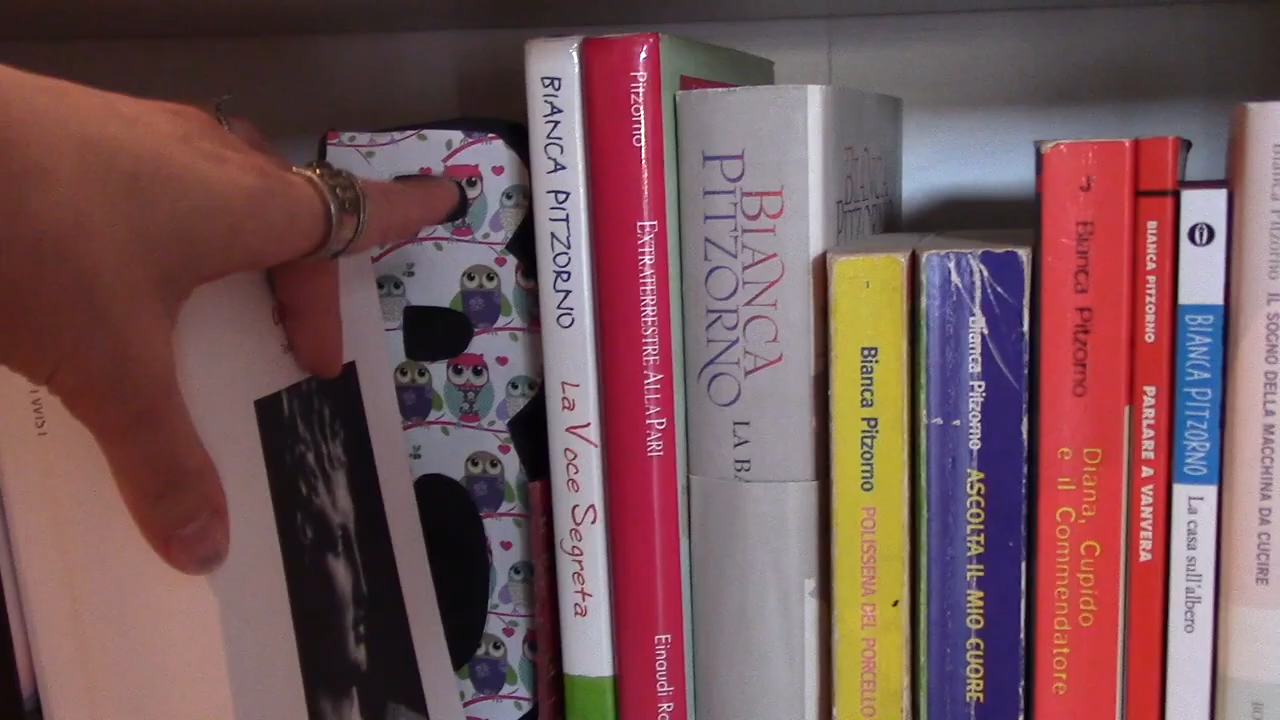 BIANCA PITZORNO La Voce Segreta
Pitzorno EXTRATERRESTRE ALLA PARI Einaudi
BIANCA
PITZORNO
LA
BIANCA
Bianca Pitzorno POLISSENA DEL PORCELLO
Bianca Pitzorno ASCOLTA IL MIO CUORE
Bianca Pitzorno Diana, Cupido
e il Commendatore
BIANCA PITZORNO PARLARE A VANVERA
BIANCA PITZORNO La casa sull'albero
IL SOGNO DELLA MACCHINA DA CUCIRE